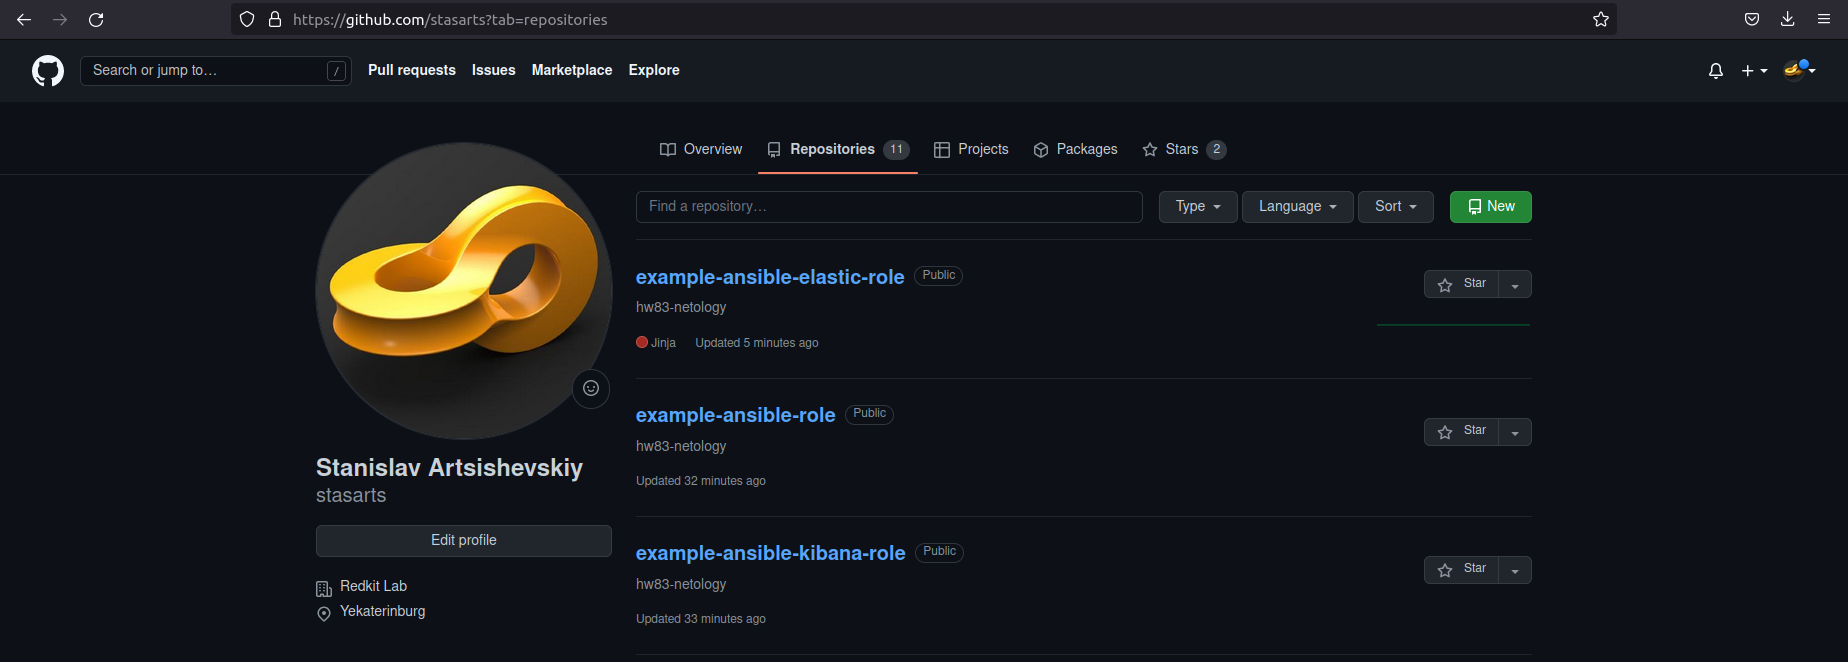 https://github.com/stasarts?tab=repositories
Search or jump to… / Pull requests Issues Marketplace Explore
Overview Repositories 11 Projects Packages Stars 2
Find a repository… Type Language Sort New
example-ansible-elastic-role Public Star
hw83-netology
Jinja Updated 5 minutes ago
example-ansible-role Public Star
hw83-netology
Updated 32 minutes ago
example-ansible-kibana-role Public Star
hw83-netology
Updated 33 minutes ago
Stanislav Artsishevskiy
stasarts
Edit profile
Redkit Lab
Yekaterinburg